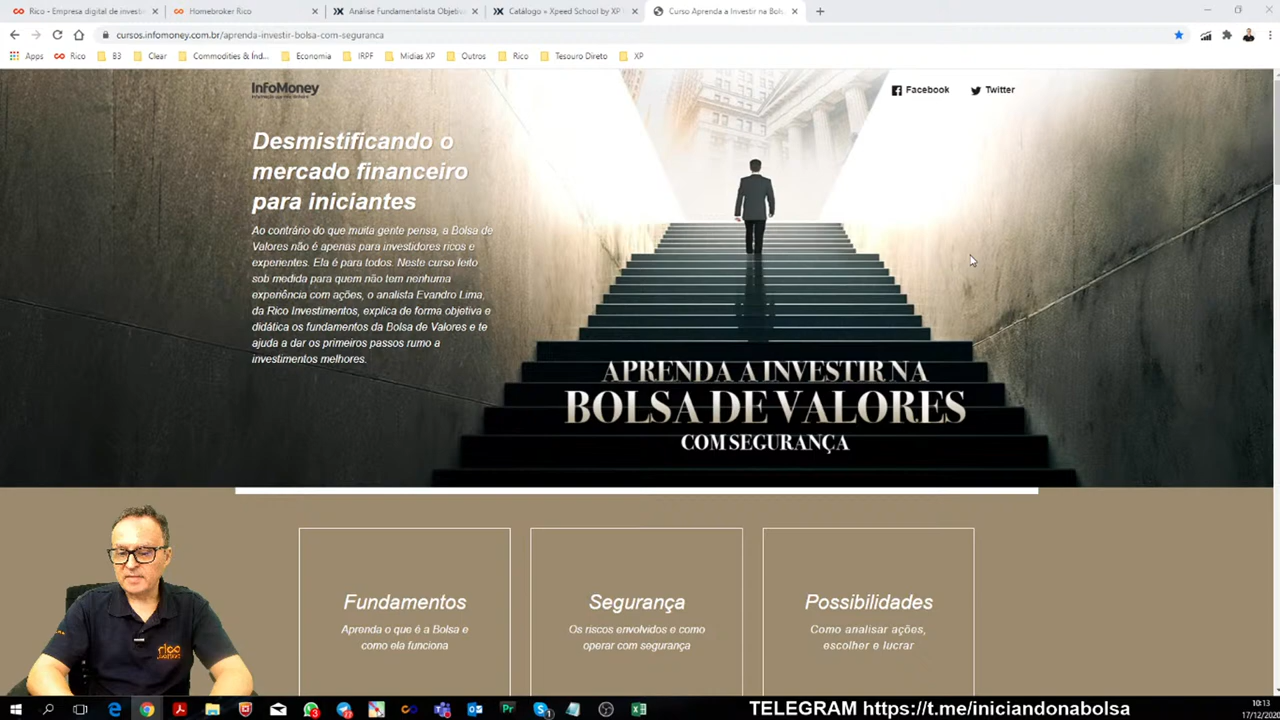 Rico - Empresa digital de investi
Homebroker Rico
Análise Fundamentalista Objetiv
Catálogo » Xpeed School by XP
Curso Aprenda a Investir na Bols
cursos.infomoney.com.br/aprenda-investir-bolsa-com-seguranca
Apps
Rico
B3
Clear
Commodities & Índ...
Economia
IRPF
Midias XP
Outros
Rico
Tesouro Direto
XP
InfoMoney
Facebook
Twitter
Desmistificando o
mercado financeiro
para iniciantes
Ao contrário do que muita gente pensa, a Bolsa de
Valores não é apenas para investidores ricos e
experientes. Ela é para todos. Neste curso feito
sob medida para quem não tem nenhuma
experiência com ações, o analista Evandro Lima,
da Rico Investimentos, explica de forma objetiva e
didática os fundamentos da Bolsa de Valores e te
ajuda a dar os primeiros passos rumo a
investimentos melhores.
APRENDA A INVESTIR NA
BOLSA DE VALORES
COM SEGURANÇA
Fundamentos
Aprenda o que é a Bolsa e
como ela funciona
Segurança
Os riscos envolvidos e como
operar com segurança
Possibilidades
Como analisar ações,
escolher e lucrar
rico
TELEGRAM https://t.me/iniciandonabolsa
10:13
17/12/2020